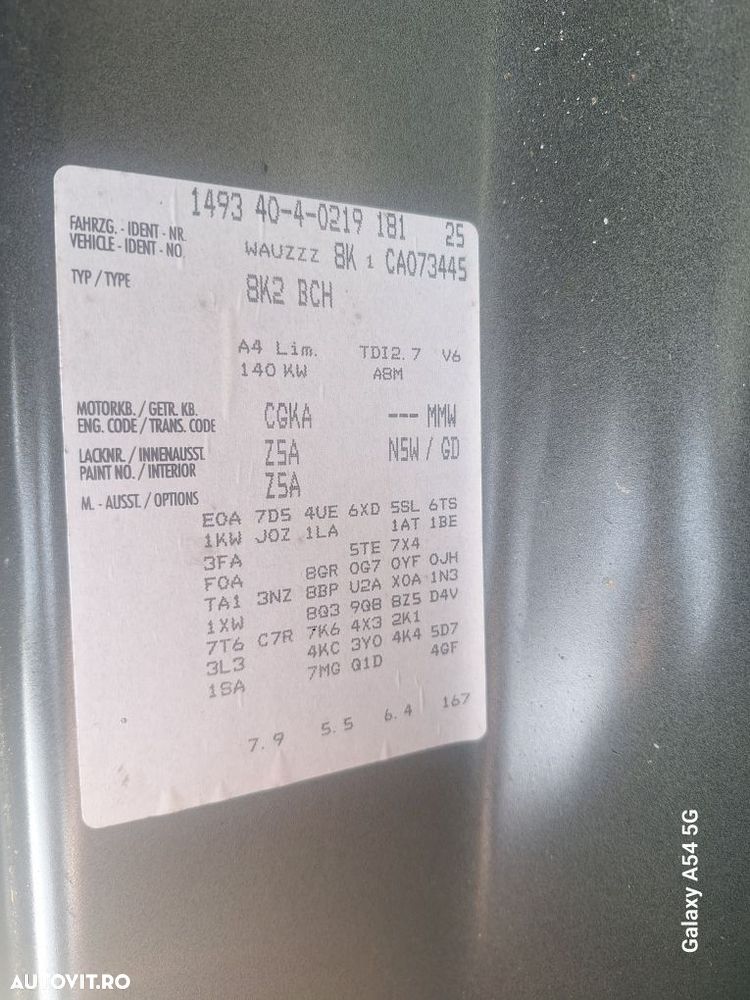 1493 40-4-0219 181 25
FAHRZG. - IDENT - NR.
VEHICLE - IDENT - NO.
WAUZZZ 8K 1 CA073445
TYP / TYPE
8K2 BCH
A4 Lim. TDI2.7 V6
140 KW A8M
MOTORKB. / GETR. KB.
ENG. CODE / TRANS. CODE
CGKA --- MMW
LACKNR. / INNENAUSST.
PAINT NO. / INTERIOR
Z5A N5W / GD
Z5A
M. - AUSST. / OPTIONS
EOA 7D5 4UE 6XD 5SL 6TS
1KW J0Z 1LA 1AT 1BE
3FA 5TE 7X4
FOA 8GR 0G7 0YF 0JH
TA1 3NZ 8BP U2A X0A 1N3
1XW 8Q3 9Q8 8Z5 D4V
7T6 C7R 7K6 4X3 2K1
3L3 4KC 3Y0 4K4 5D7
1SA 7MG Q1D 4GF
7.9 5.5 6.4 167
Galaxy A54 5G
AUTOVIT.RO